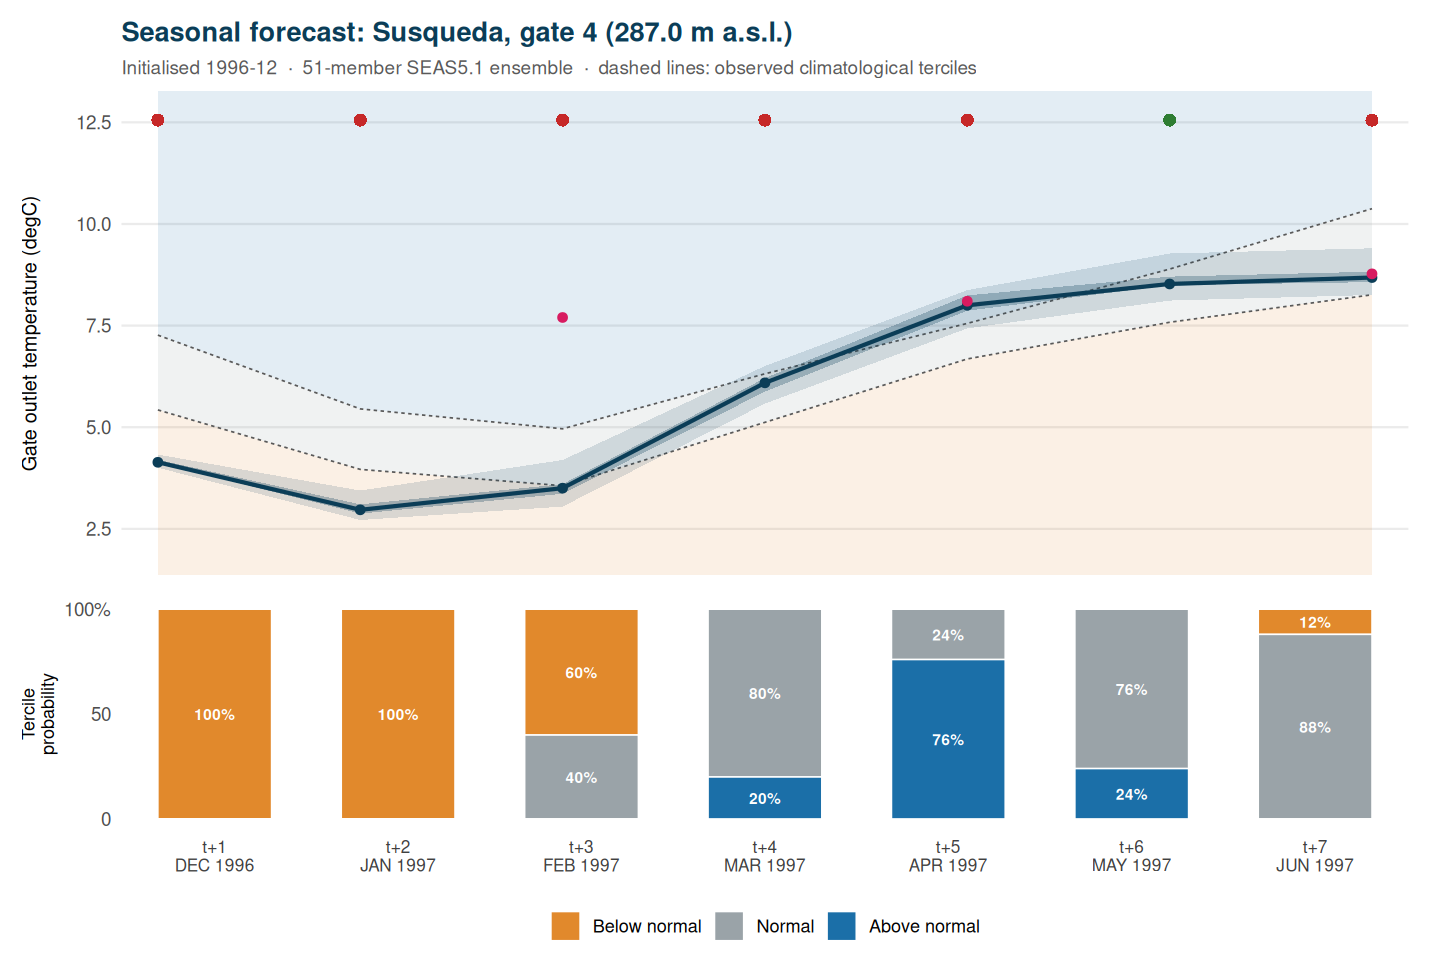 Seasonal forecast: Susqueda, gate 4 (287.0 m a.s.l.)
Initialised 1996-12 · 51-member SEAS5.1 ensemble · dashed lines: observed climatological terciles
Gate outlet temperature (degC)
12.5
10.0
7.5
5.0
2.5
Tercile
probability
100%
50
0
100%
100%
60%
40%
80%
20%
24%
76%
76%
24%
12%
88%
t+1
DEC 1996
t+2
JAN 1997
t+3
FEB 1997
t+4
MAR 1997
t+5
APR 1997
t+6
MAY 1997
t+7
JUN 1997
Below normal
Normal
Above normal